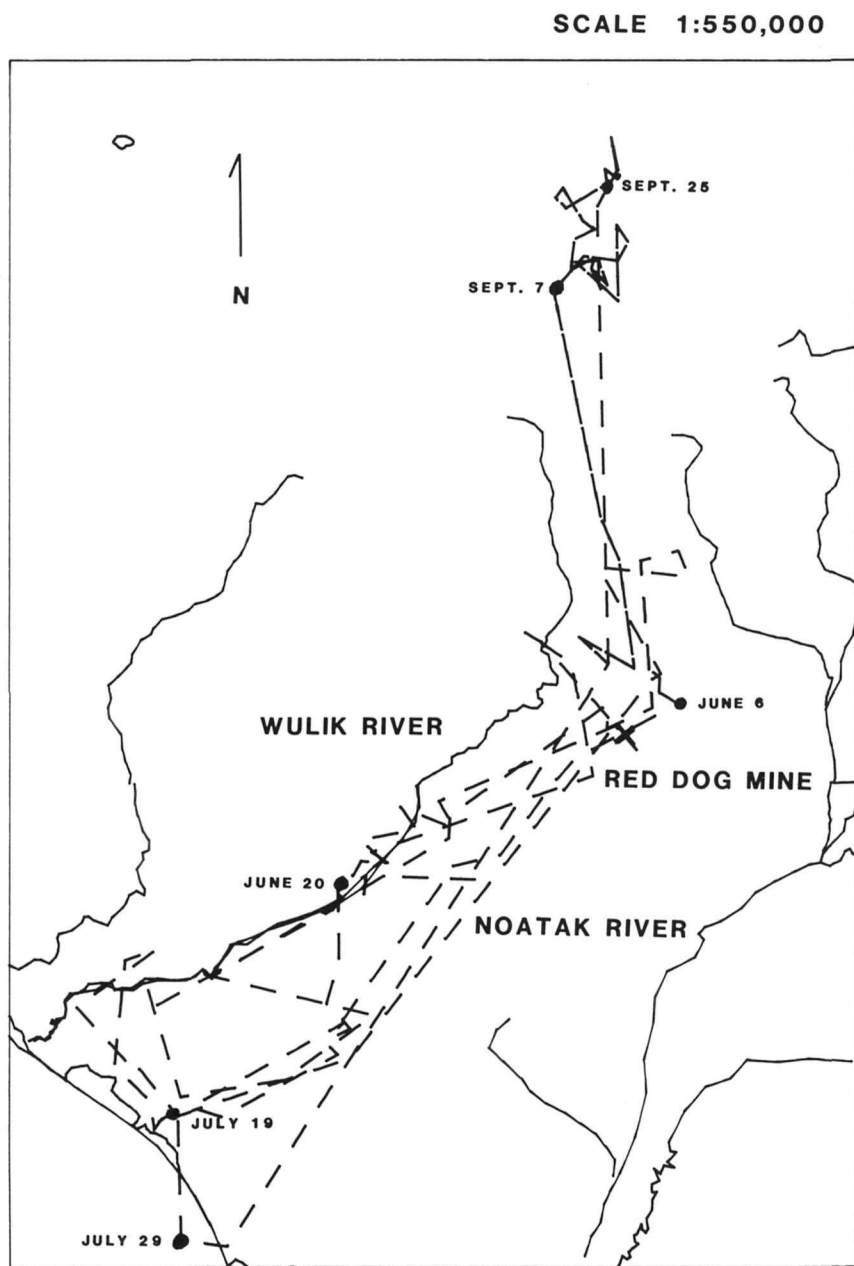 SCALE 1:550,000
SEPT. 25
N
SEPT. 7
JUNE 6
WULIK RIVER
RED DOG MINE
JUNE 20
NOATAK RIVER
JULY 19
JULY 29